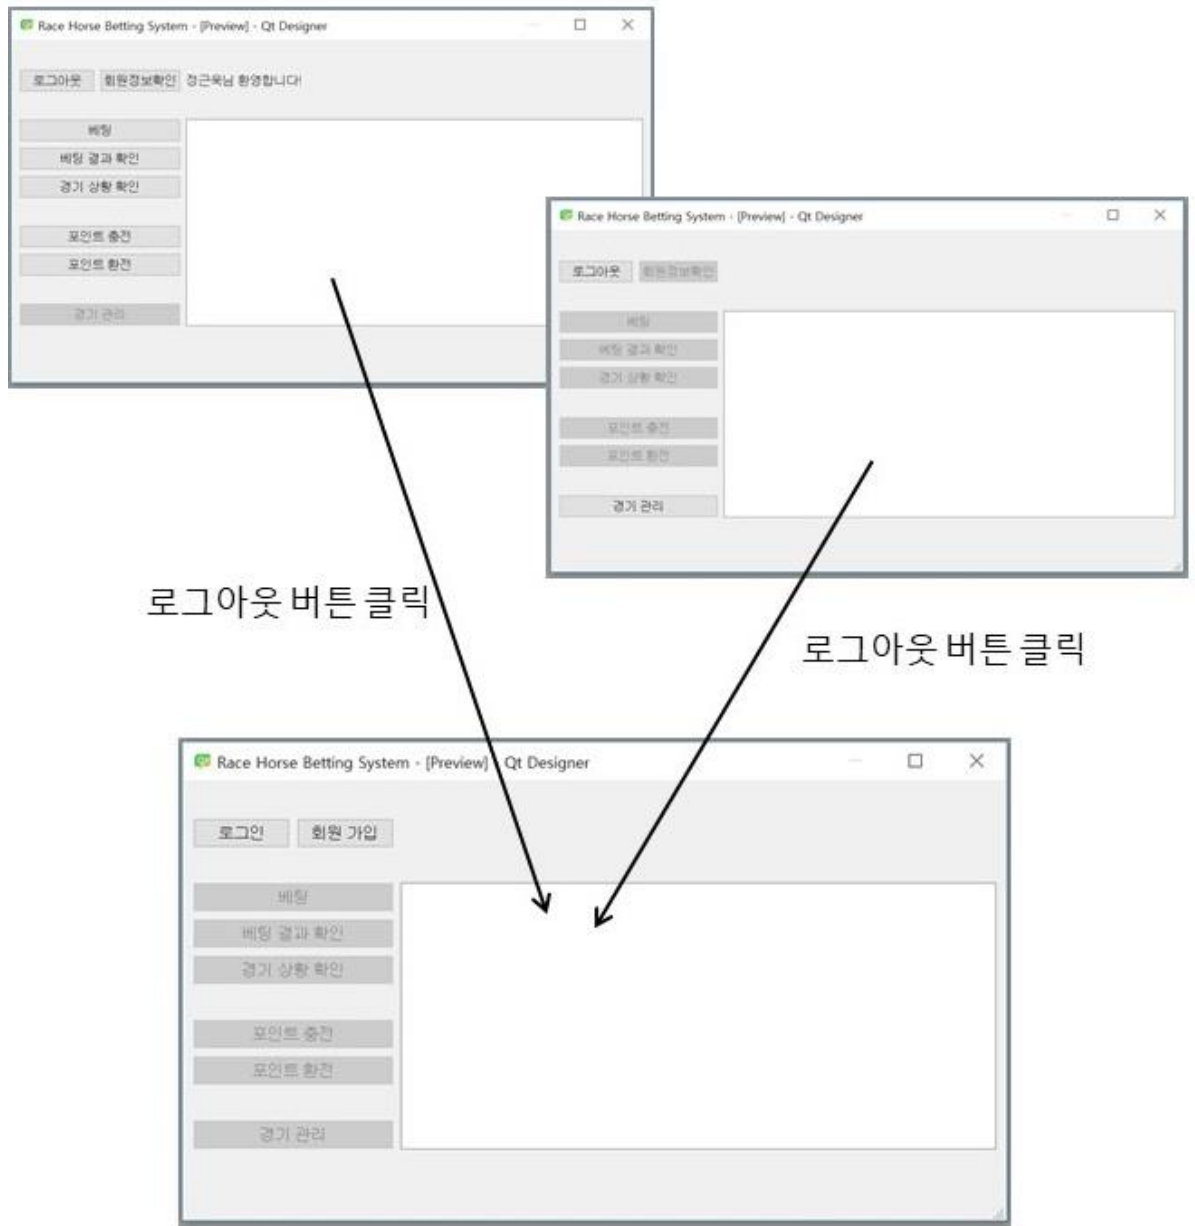 Race Horse Betting System - [Preview] - Qt Designer
로그아웃 회원정보확인 정근욱님 환영합니다!
베팅
베팅 결과 확인
경기 상황 확인
포인트 충전
포인트 환전
경기 관리
Race Horse Betting System - [Preview] - Qt Designer
로그아웃 회원정보확인
베팅
베팅 결과 확인
경기 상황 확인
포인트 충전
포인트 환전
경기 관리
로그아웃 버튼 클릭
로그아웃 버튼 클릭
Race Horse Betting System - [Preview] - Qt Designer
로그인 회원 가입
베팅
베팅 결과 확인
경기 상황 확인
포인트 충전
포인트 환전
경기 관리